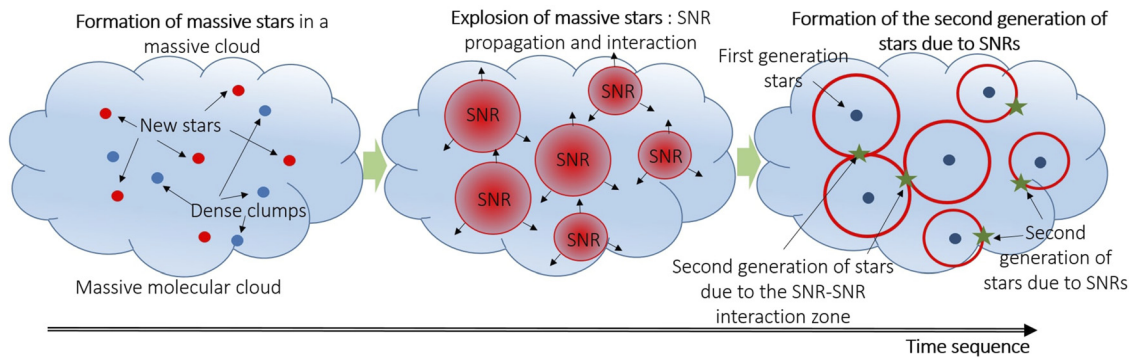 Formation of massive stars in a
massive cloud
New stars
Dense clumps
Massive molecular cloud
Explosion of massive stars : SNR
propagation and interaction
SNR
SNR
SNR
SNR
SNR
SNR
Formation of the second generation of
stars due to SNRs
First generation
stars
Second generation of stars
due to the SNR-SNR
interaction zone
Second
generation of
stars due to SNRs
Time sequence